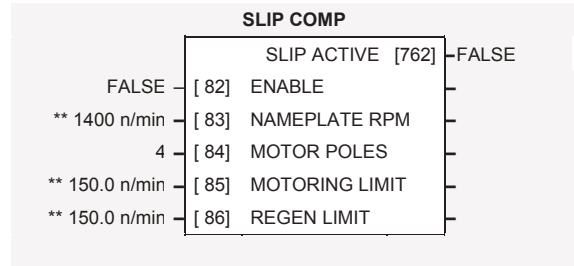 SLIP COMP
SLIP ACTIVE [762] FALSE
FALSE [ 82] ENABLE
** 1400 n/min [ 83] NAMEPLATE RPM
4 [ 84] MOTOR POLES
** 150.0 n/min [ 85] MOTORING LIMIT
** 150.0 n/min [ 86] REGEN LIMIT